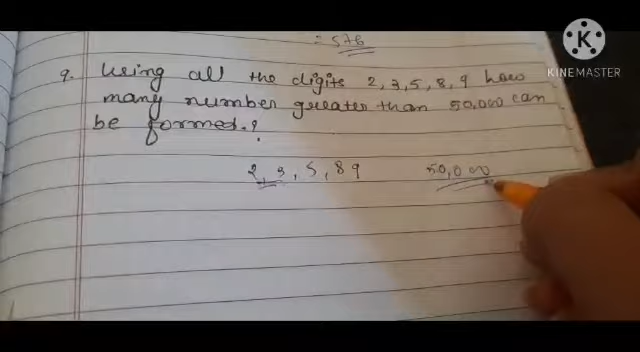 = 576
KINEMASTER
9. Using all the digits 2, 3, 5, 8, 9 how
many number greater than 50,000 can
be formed.?
2, 3, 5, 8 9 50,000